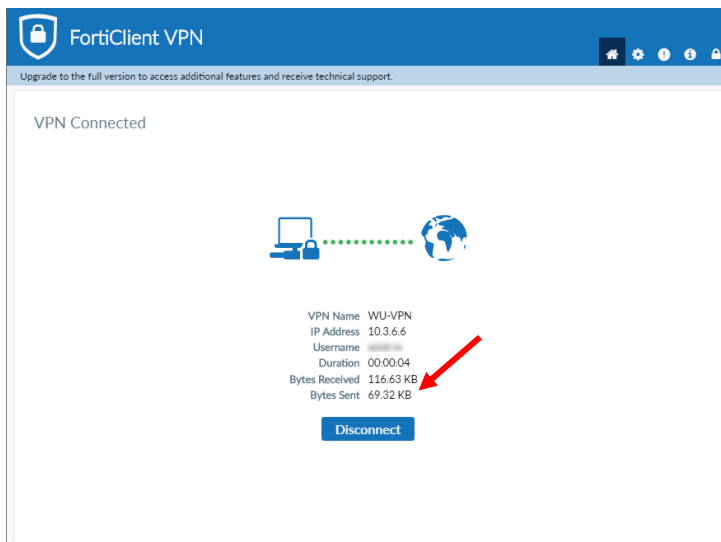 FortiClient VPN
Upgrade to the full version to access additional features and receive technical support.
VPN Connected
VPN Name WU-VPN
IP Address 10.3.6.6
Username
Duration 00:00:04
Bytes Received 116.63 KB
Bytes Sent 69.32 KB
Disconnect